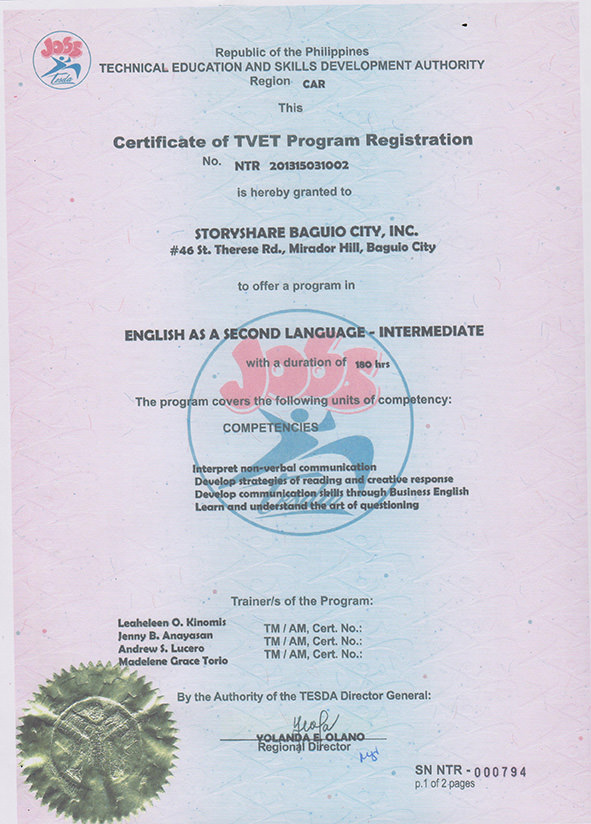 JOBS
Tesda
Republic of the Philippines
TECHNICAL EDUCATION AND SKILLS DEVELOPMENT AUTHORITY
Region CAR
This
Certificate of TVET Program Registration
No. NTR 201315031002
is hereby granted to
STORYSHARE BAGUIO CITY, INC.
#46 St. Therese Rd., Mirador Hill, Baguio City
to offer a program in
ENGLISH AS A SECOND LANGUAGE - INTERMEDIATE
with a duration of 180 hrs
JOBS
The program covers the following units of competency:
COMPETENCIES
Interpret non-verbal communication
Develop strategies of reading and creative response
Develop communication skills through Business English
Tesda
Learn and understand the art of questioning
Trainer/s of the Program:
Leaheleen O. Kinomis TM / AM, Cert. No.:
Jenny B. Anayasan TM / AM, Cert. No.:
Andrew S. Lucero TM / AM, Cert. No.:
Madelene Grace Torio
By the Authority of the TESDA Director General:
YOLANDA E. OLANO
Regional Director
SN NTR - 000794
p.1 of 2 pages